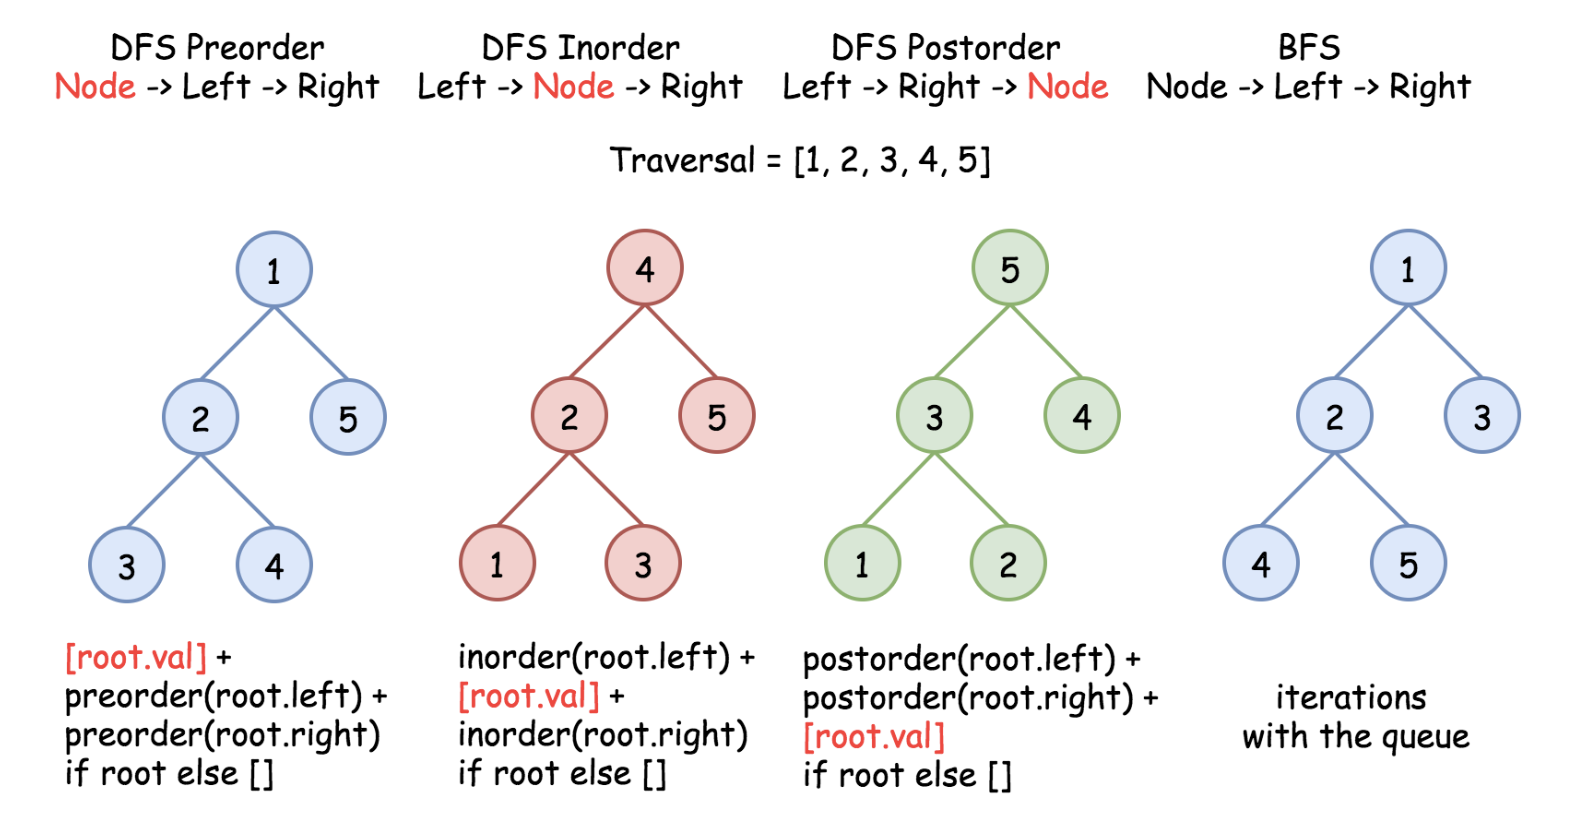 DFS Preorder
Node -> Left -> Right
DFS Inorder
Left -> Node -> Right
DFS Postorder
Left -> Right -> Node
BFS
Node -> Left -> Right
Traversal = [1, 2, 3, 4, 5]
1
2
5
3
4
4
2
5
1
3
5
3
4
1
2
1
2
3
4
5
[root.val] +
preorder(root.left) +
preorder(root.right)
if root else []
inorder(root.left) +
[root.val] +
inorder(root.right)
if root else []
postorder(root.left) +
postorder(root.right) +
[root.val]
if root else []
iterations
with the queue